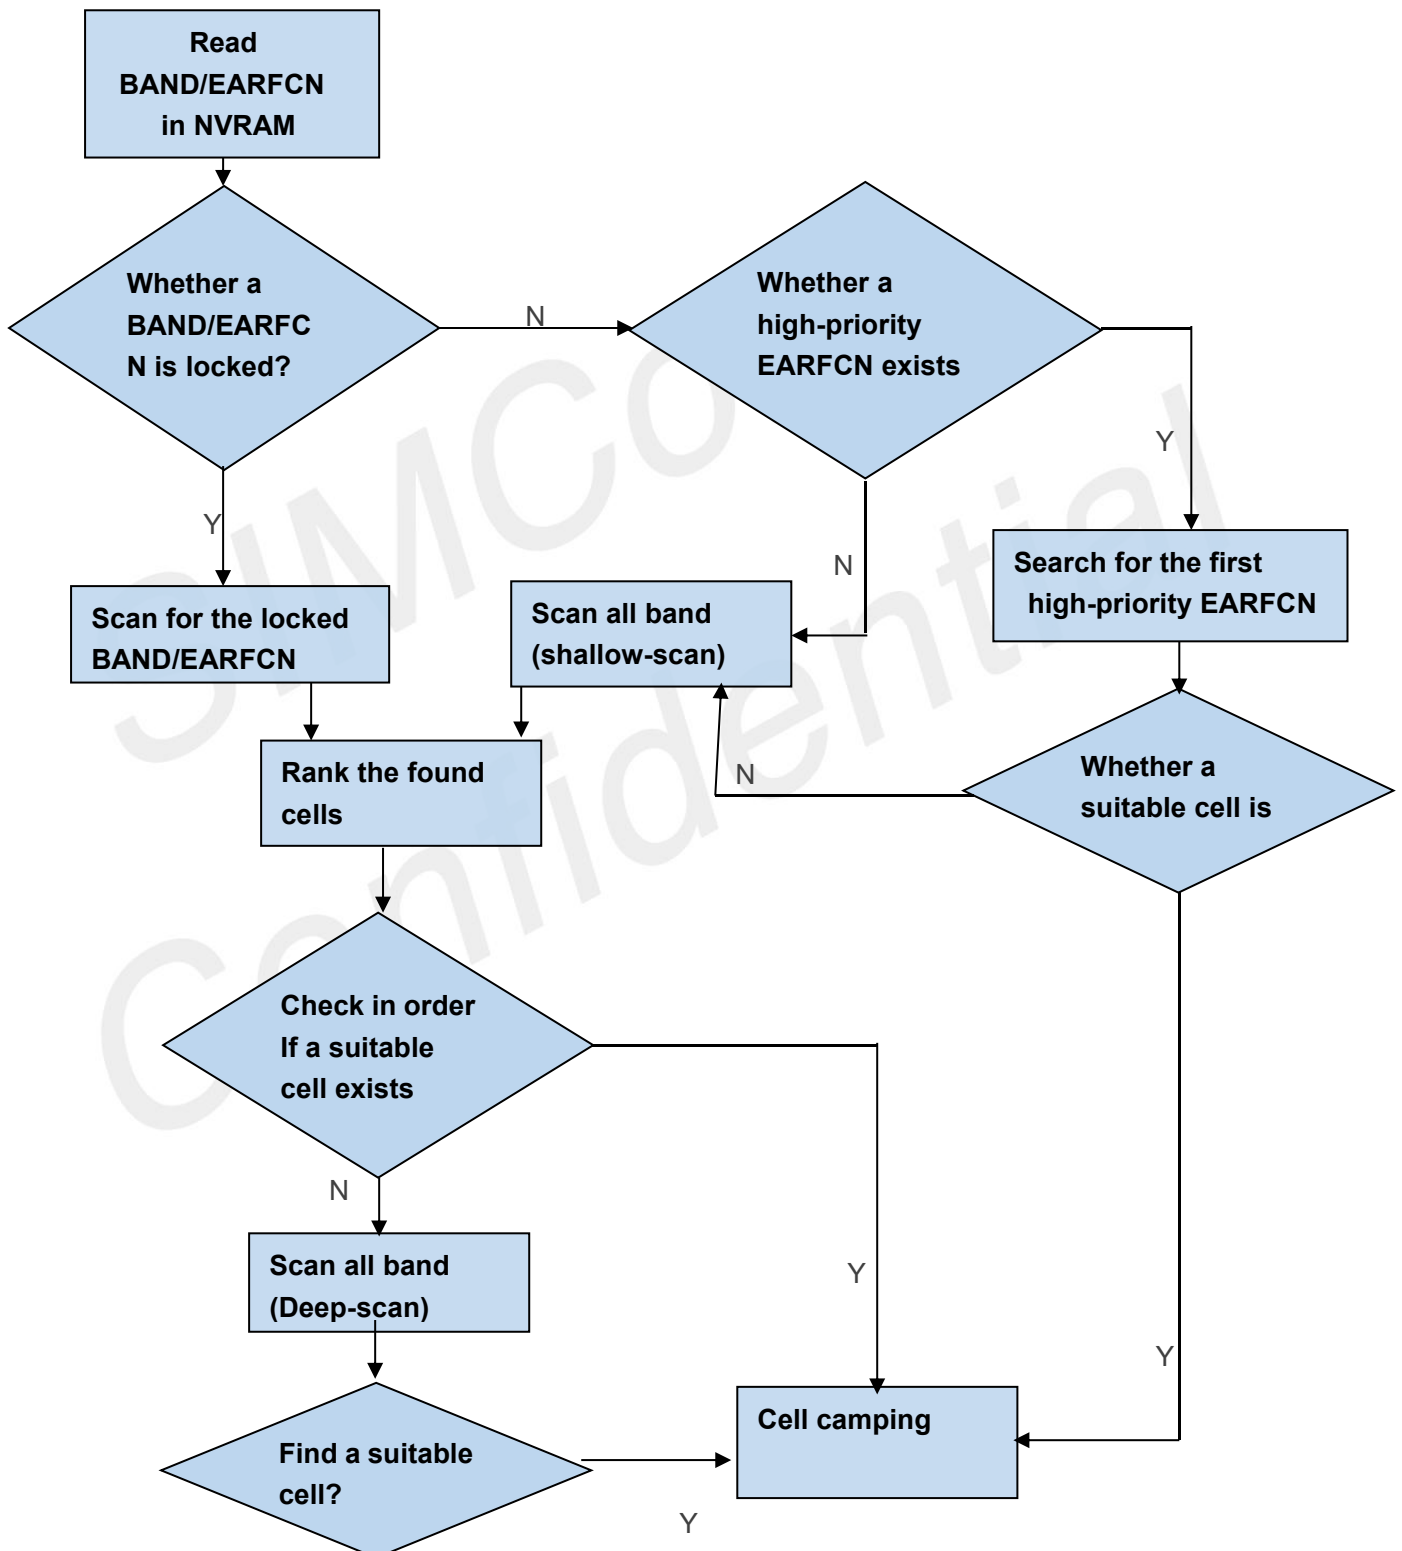 Read
BAND/EARFCN
in NVRAM
Whether a
BAND/EARFC
N is locked?
N
Whether a
high-priority
EARFCN exists
Y
Y
N
Search for the first
high-priority EARFCN
Scan for the locked
BAND/EARFCN
Scan all band
(shallow-scan)
Rank the found
cells
N
Whether a
suitable cell is
Check in order
If a suitable
cell exists
N
Scan all band
(Deep-scan)
Y
Y
Cell camping
Find a suitable
cell?
Y
SIMCo
Confidential